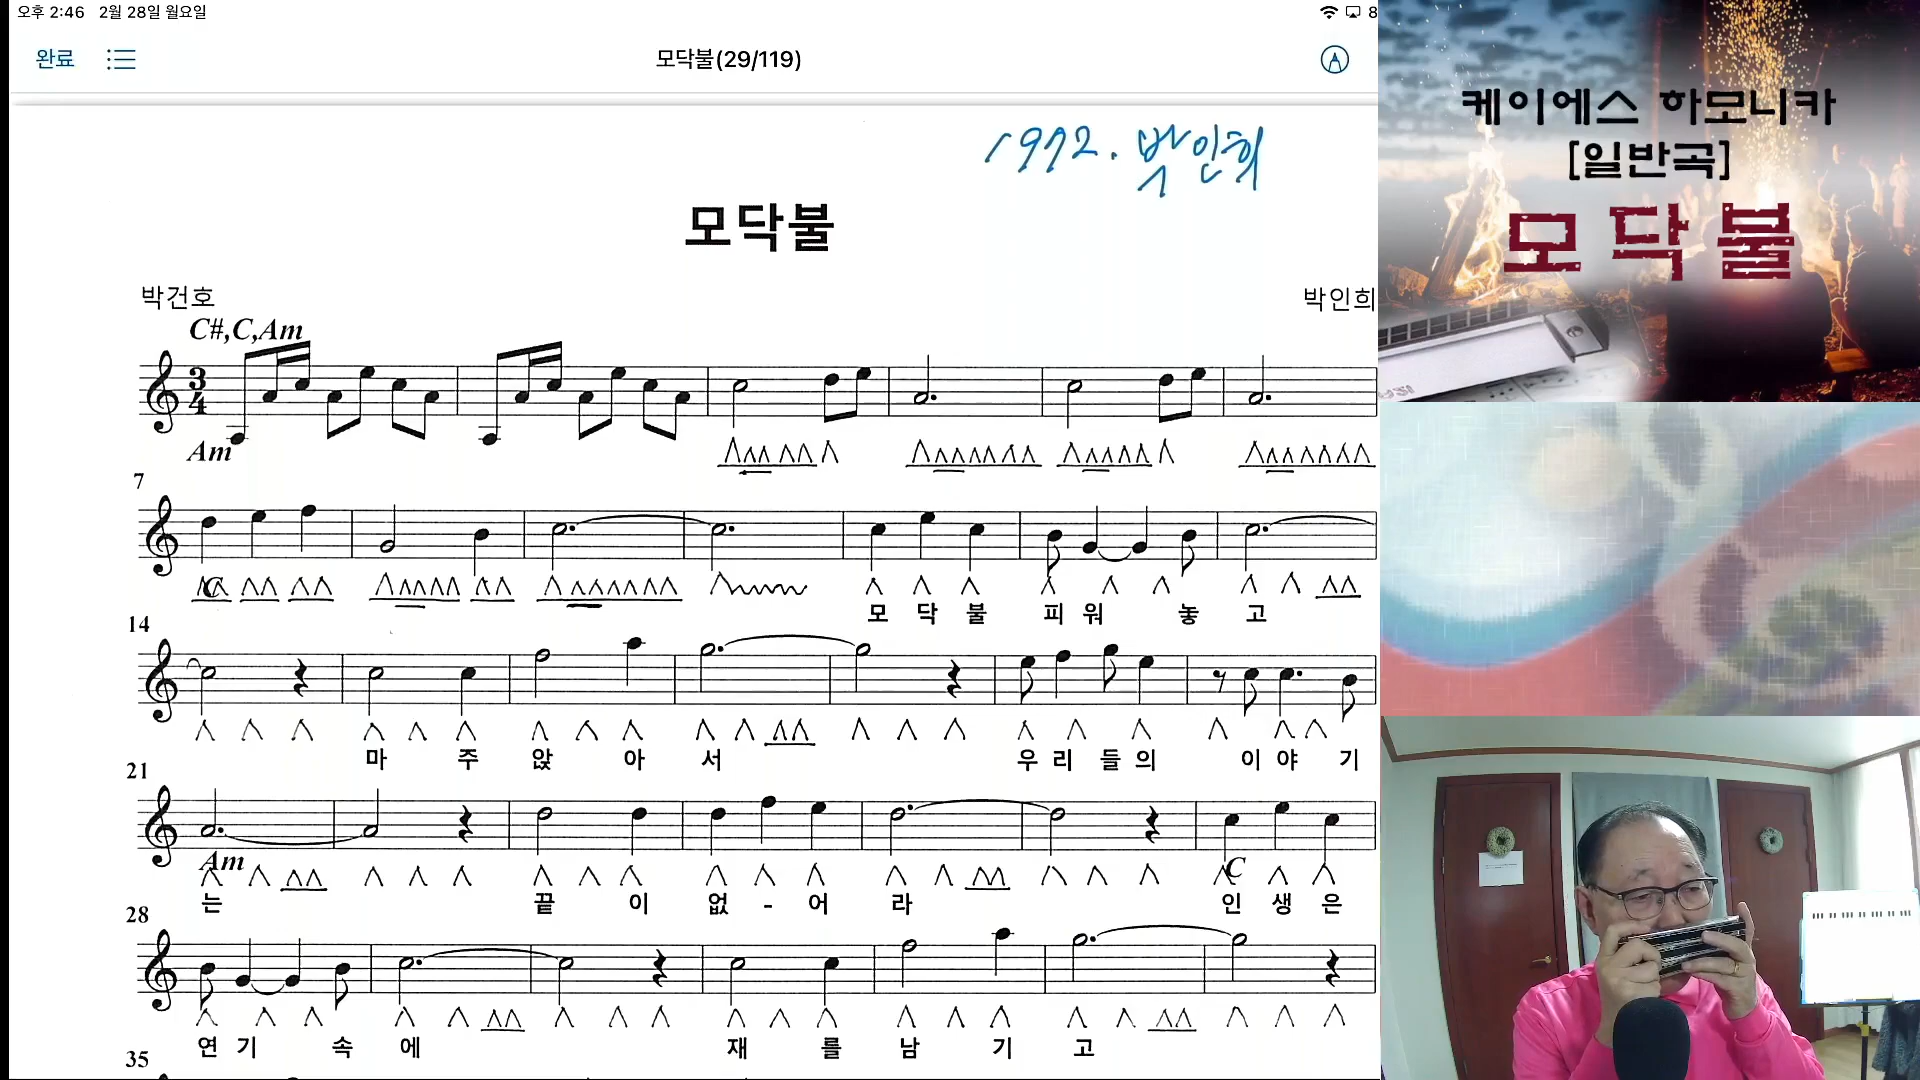 오후 2:46 2월 28일 월요일
8
완료
모닥불(29/119)
1972. 박인희
모닥불
박건호
박인희
C#,C,Am
3
4
Am
7
C
모 닥 불 피 워 놓 고
14
마 주 앉 아 서 우 리 들 의 이 야 기
21
Am
C
는 끝 이 없 - 어 라 인 생 은
28
연 기 속 에 재 를 남 기 고
35
케이에스 하모니카
[일반곡]
모닥불